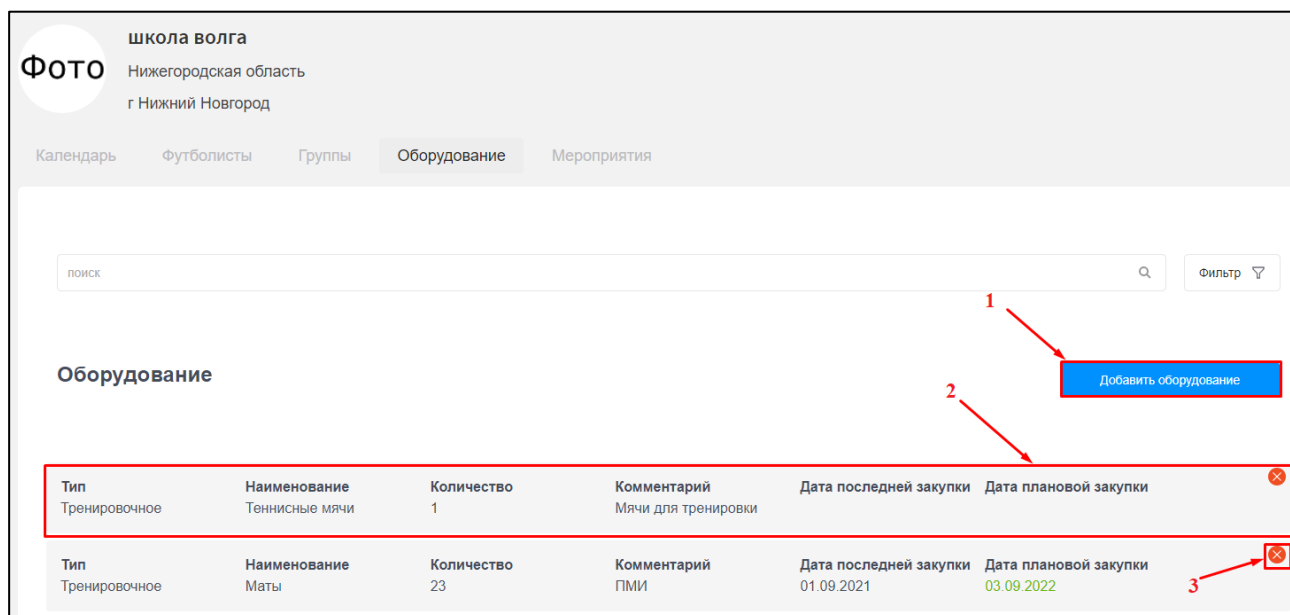 Фото
школа волга
Нижегородская область
г Нижний Новгород
Календарь Футболисты Группы Оборудование Мероприятия
поиск Фильтр
1
Оборудование Добавить оборудование
2
Тип Наименование Количество Комментарий Дата последней закупки Дата плановой закупки
Тренировочное Теннисные мячи 1 Мячи для тренировки
Тип Наименование Количество Комментарий Дата последней закупки Дата плановой закупки
Тренировочное Маты 23 ПМИ 01.09.2021 03.09.2022
3